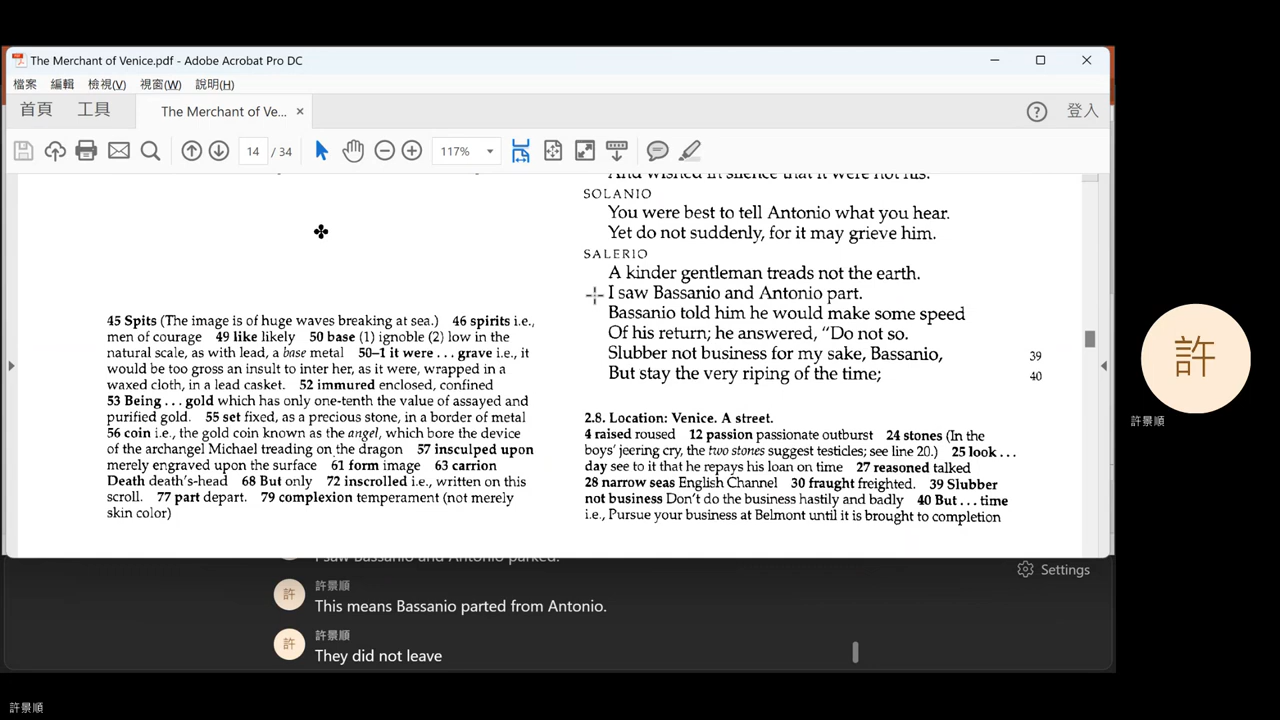 The Merchant of Venice.pdf - Adobe Acrobat Pro DC
檔案 編輯 檢視(V) 視窗(W) 說明(H)
首頁 工具 The Merchant of Ve... × ? 登入
14 / 34 117%
And wished in silence that it were not his.
SOLANIO
You were best to tell Antonio what you hear.
Yet do not suddenly, for it may grieve him.
SALERIO
A kinder gentleman treads not the earth.
I saw Bassanio and Antonio part.
Bassanio told him he would make some speed
Of his return; he answered, “Do not so.
Slubber not business for my sake, Bassanio, 39
But stay the very riping of the time; 40
45 Spits (The image is of huge waves breaking at sea.) 46 spirits i.e.,
men of courage 49 like likely 50 base (1) ignoble (2) low in the
natural scale, as with lead, a base metal 50–1 it were . . . grave i.e., it
would be too gross an insult to inter her, as it were, wrapped in a
waxed cloth, in a lead casket. 52 immured enclosed, confined
53 Being . . . gold which has only one-tenth the value of assayed and
purified gold. 55 set fixed, as a precious stone, in a border of metal
56 coin i.e., the gold coin known as the angel, which bore the device
of the archangel Michael treading on the dragon 57 insculped upon
merely engraved upon the surface 61 form image 63 carrion
Death death's-head 68 But only 72 inscrolled i.e., written on this
scroll. 77 part depart. 79 complexion temperament (not merely
skin color)
2.8. Location: Venice. A street.
4 raised roused 12 passion passionate outburst 24 stones (In the
boys' jeering cry, the two stones suggest testicles; see line 20.) 25 look . . .
day see to it that he repays his loan on time 27 reasoned talked
28 narrow seas English Channel 30 fraught freighted. 39 Slubber
not business Don't do the business hastily and badly 40 But . . . time
i.e., Pursue your business at Belmont until it is brought to completion
I saw Bassanio and Antonio parked.
Settings
許 許景順
This means Bassanio parted from Antonio.
許 許景順
They did not leave
許
許景順
許景順